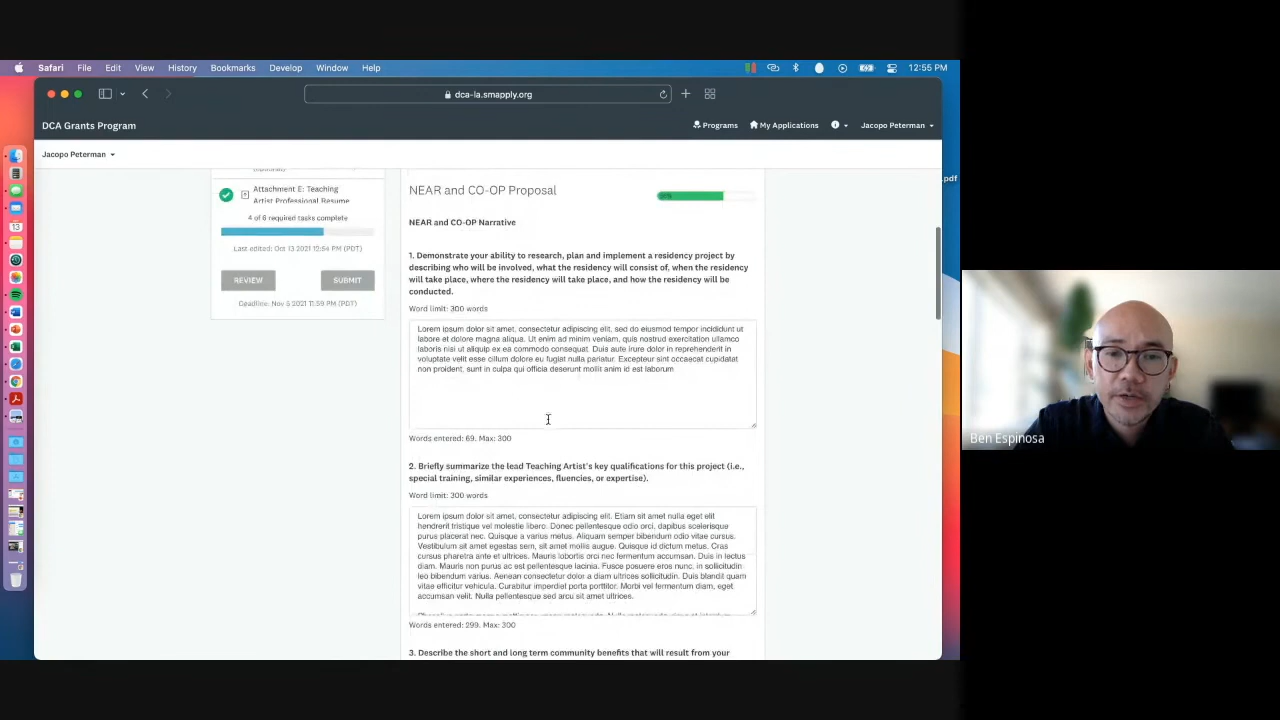 Safari File Edit View History Bookmarks Develop Window Help 12:55 PM
dca-la.smapply.org
DCA Grants Program Programs My Applications Jacopo Peterman
Jacopo Peterman
.pdf
Attachment E: Teaching
Artist Professional Resume
4 of 6 required tasks complete
Last edited: Oct 13 2021 12:54 PM (PDT)
REVIEW SUBMIT
Deadline: Nov 5 2021 11:59 PM (PDT)
NEAR and CO-OP Proposal
NEAR and CO-OP Narrative
1. Demonstrate your ability to research, plan and implement a residency project by
describing who will be involved, what the residency will consist of, when the residency
will take place, where the residency will take place, and how the residency will be
conducted.
Word limit: 300 words
Lorem ipsum dolor sit amet, consectetur adipiscing elit, sed do eiusmod tempor incididunt ut
labore et dolore magna aliqua. Ut enim ad minim veniam, quis nostrud exercitation ullamco
laboris nisi ut aliquip ex ea commodo consequat. Duis aute irure dolor in reprehenderit in
voluptate velit esse cillum dolore eu fugiat nulla pariatur. Excepteur sint occaecat cupidatat
non proident, sunt in culpa qui officia deserunt mollit anim id est laborum
Words entered: 69. Max: 300
2. Briefly summarize the lead Teaching Artist's key qualifications for this project (i.e.,
special training, similar experiences, fluencies, or expertise).
Word limit: 300 words
Lorem ipsum dolor sit amet, consectetur adipiscing elit. Etiam sit amet nulla eget elit
hendrerit tristique vel molestie libero. Donec pellentesque odio orci, dapibus scelerisque
purus placerat nec. Quisque a varius metus. Aliquam semper bibendum odio vitae cursus.
Vestibulum sit amet egestas sem, sit amet mollis augue. Quisque id dictum metus. Cras
cursus pharetra ante et ultrices. Mauris lobortis orci nec fermentum accumsan. Duis in lectus
diam. Mauris non purus ac est pellentesque lacinia. Fusce posuere eros nunc, in sollicitudin
leo bibendum varius. Aenean consectetur dolor a diam ultrices sollicitudin. Duis blandit quam
vitae efficitur vehicula. Curabitur imperdiet porta porttitor. Morbi vel fermentum diam, eget
accumsan velit. Nulla pellentesque sed arcu sit amet ultrices.
Words entered: 299. Max: 300
3. Describe the short and long term community benefits that will result from your
Ben Espinosa